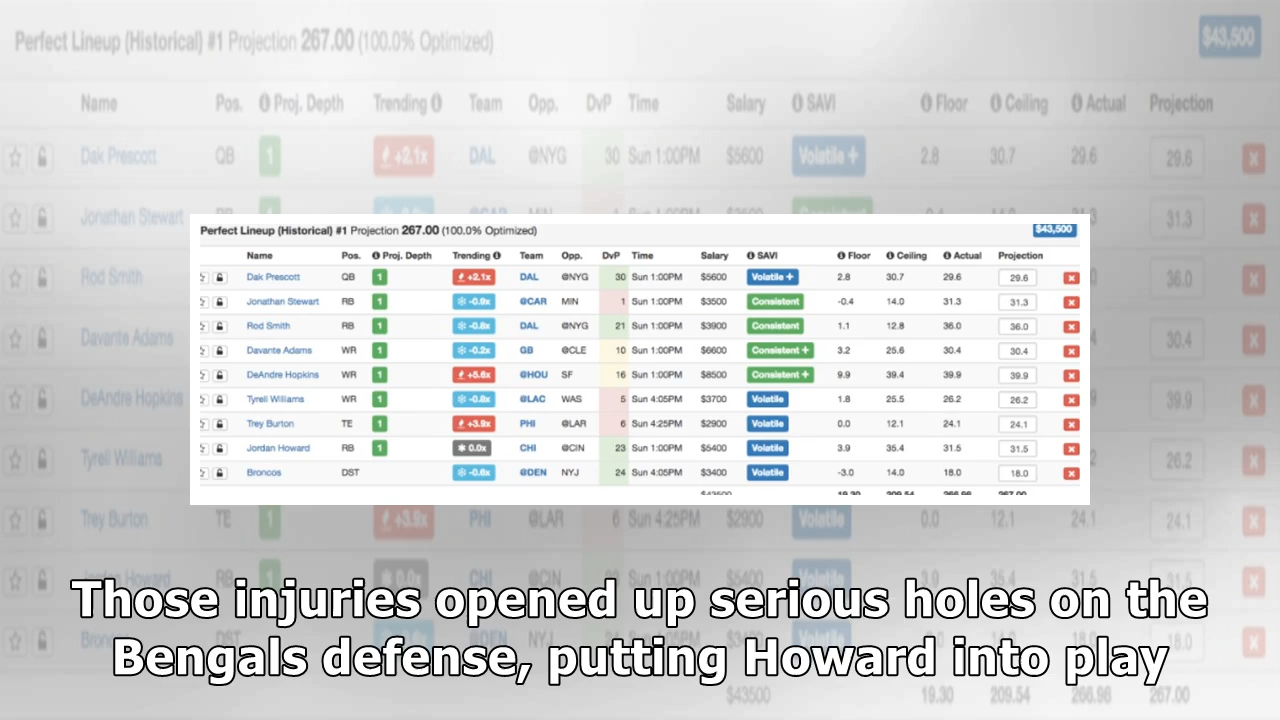 Perfect Lineup (Historical) #1 Projection 267.00 (100.0% Optimized) $43,500
Name Pos. Proj. Depth Trending Team Opp. DvP Time Salary SAVI Floor Ceiling Actual Projection
Dak Prescott QB 1 +2.1x DAL @NYG 30 Sun 1:00PM $5600 Volatile + 2.8 30.7 29.6 29.6
Jonathan Stewart RB 1 -0.8x @CAR MIN 1 Sun 1:00PM $3500 Consistent -0.4 14.0 31.3 31.3
Rod Smith RB 1 -0.8x DAL @NYG 21 Sun 1:00PM $3900 Consistent 1.1 12.8 36.0 36.0
Davante Adams WR 1 -0.2x GB @CLE 10 Sun 1:00PM $6600 Consistent + 3.2 25.6 30.4 30.4
DeAndre Hopkins WR 1 +5.6x @HOU SF 16 Sun 1:00PM $8500 Consistent + 9.9 39.4 39.9 39.9
Tyrell Williams WR 1 -0.8x @LAC WAS 5 Sun 4:05PM $3700 Volatile 1.8 25.5 26.2 26.2
Trey Burton TE 1 +3.9x PHI @LAR 6 Sun 4:25PM $2900 Volatile 0.0 12.1 24.1 24.1
Jordan Howard RB 1 0.0x CHI @CIN 23 Sun 1:00PM $5400 Volatile 3.9 35.4 31.5 31.5
Broncos DST -0.6x @DEN NYJ 24 Sun 4:05PM $3400 Volatile -3.0 14.0 18.0 18.0
$43500 19.30 209.54 266.98 267.00
Those injuries opened up serious holes on the
Bengals defense, putting Howard into play